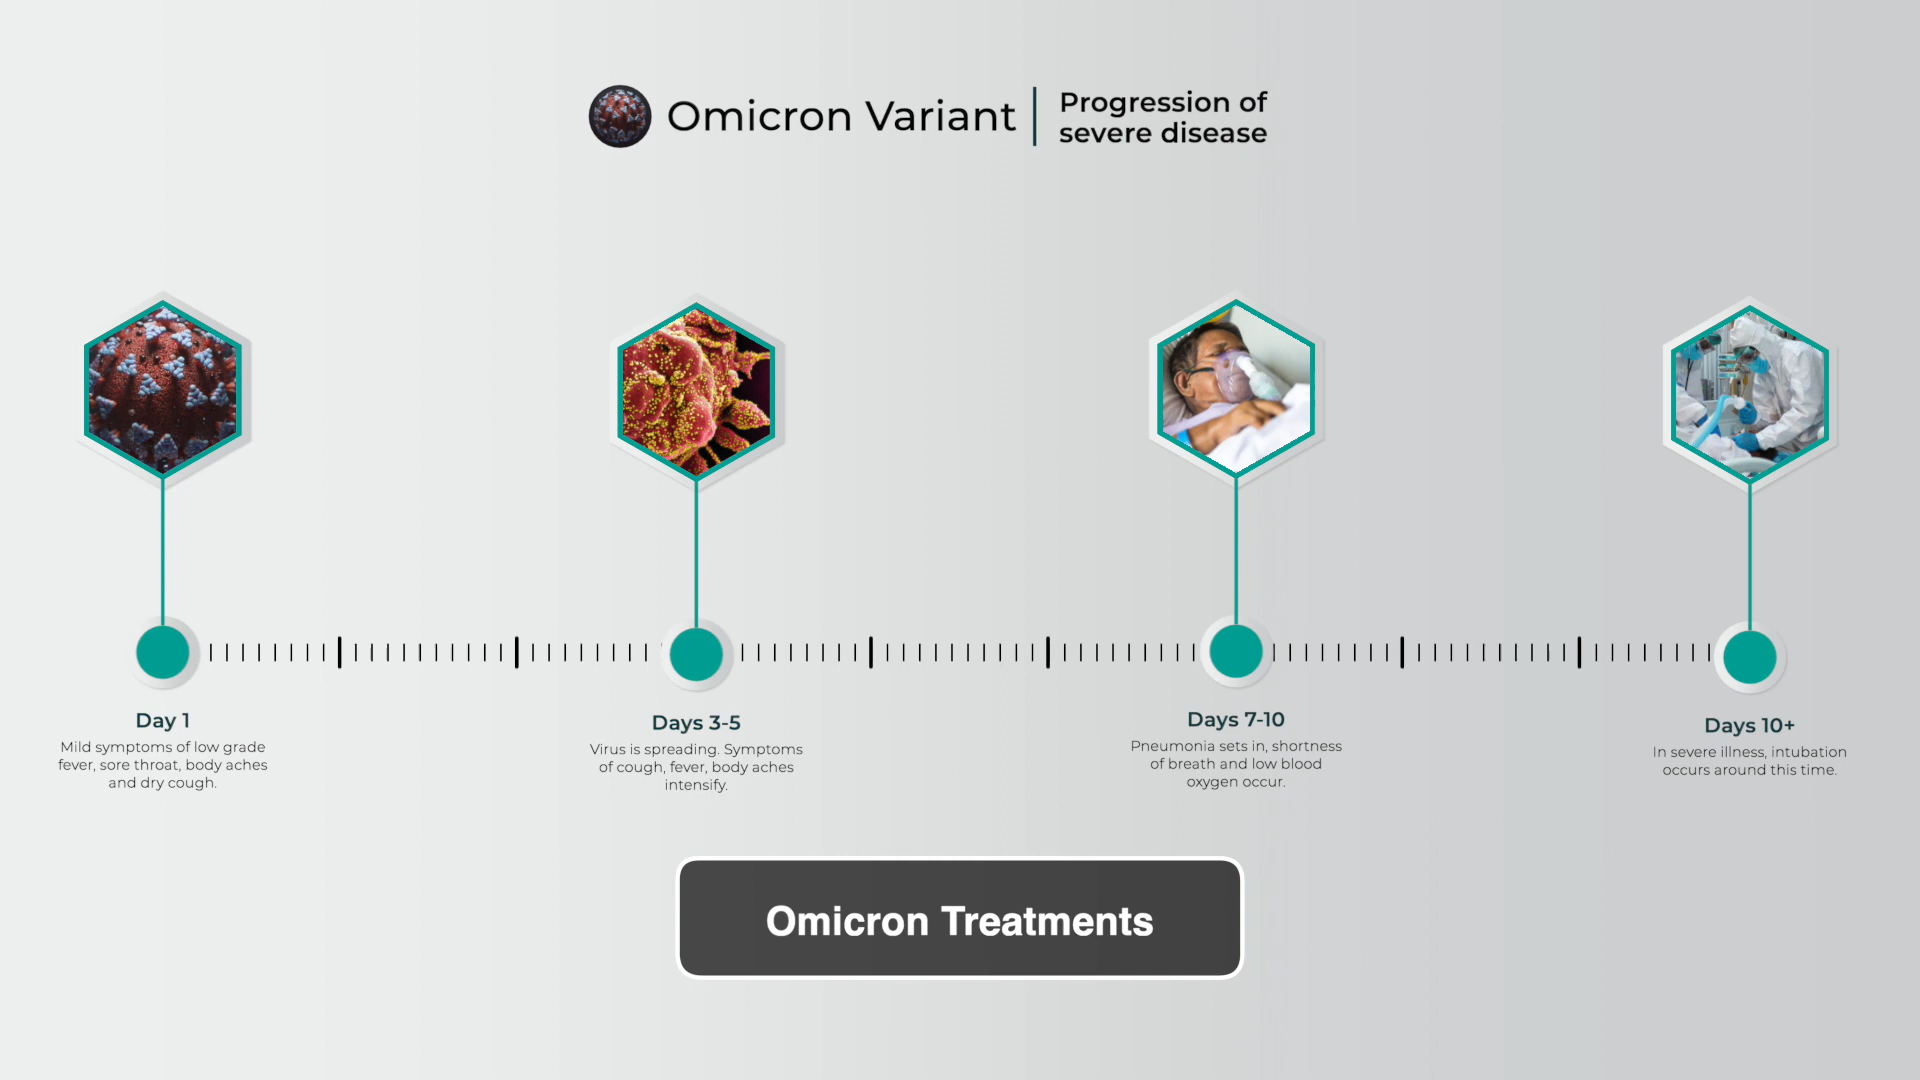 Omicron Variant
Progression of
severe disease
Day 1
Mild symptoms of low grade
fever, sore throat, body aches
and dry cough.
Days 3-5
Virus is spreading. Symptoms
of cough, fever, body aches
intensify.
Days 7-10
Pneumonia sets in, shortness
of breath and low blood
oxygen occur.
Days 10+
In severe illness, intubation
occurs around this time.
Omicron Treatments